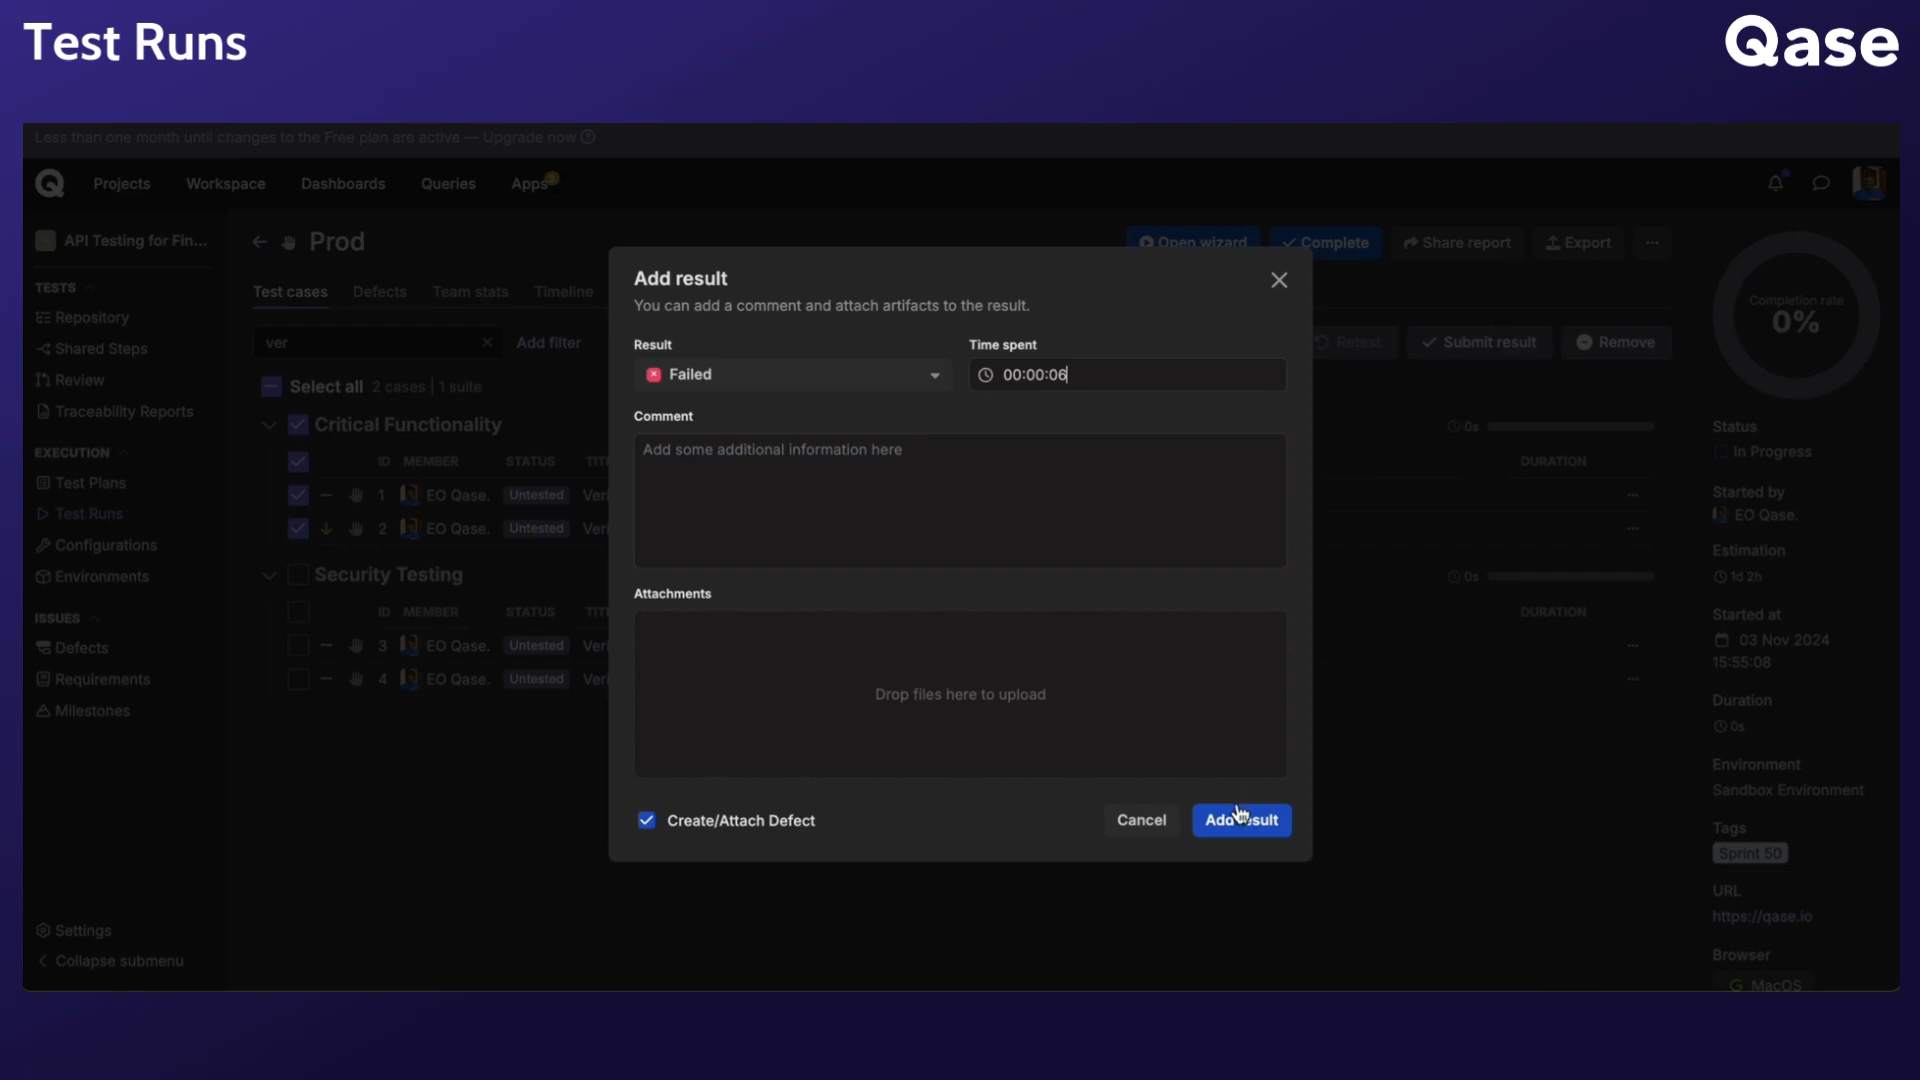 Test Runs
Qase
Less than one month until changes to the Free plan are active — Upgrade now
Projects
Workspace
Dashboards
Queries
Apps
API Testing for Fin...
Prod
Open wizard
Complete
Share report
Export
TESTS
Repository
Shared Steps
Review
Traceability Reports
EXECUTION
Test Plans
Test Runs
Configurations
Environments
ISSUES
Defects
Requirements
Milestones
Settings
Collapse submenu
Test cases
Defects
Team stats
Timeline
ver
Add filter
Retest
Submit result
Remove
Select all 2 cases | 1 suite
Critical Functionality
0s
ID MEMBER STATUS
DURATION
1 EO Qase. Untested
2 EO Qase. Untested
Security Testing
0s
ID MEMBER STATUS
DURATION
3 EO Qase. Untested
4 EO Qase. Untested
Add result
You can add a comment and attach artifacts to the result.
Result
Time spent
Failed
00:00:06
Comment
Add some additional information here
Attachments
Drop files here to upload
Create/Attach Defect
Cancel
Add result
Completion rate
0%
Status
In Progress
Started by
EO Qase.
Estimation
1d 2h
Started at
03 Nov 2024
15:55:08
Duration
0s
Environment
Sandbox Environment
Tags
Sprint 50
URL
https://qase.io
Browser
MacOS